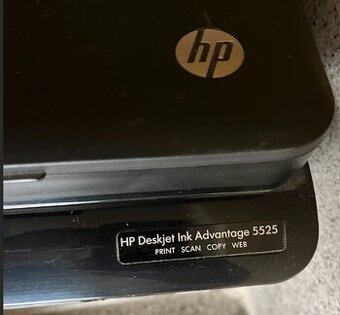 hp
HP Deskjet Ink Advantage 5525
PRINT SCAN COPY WEB